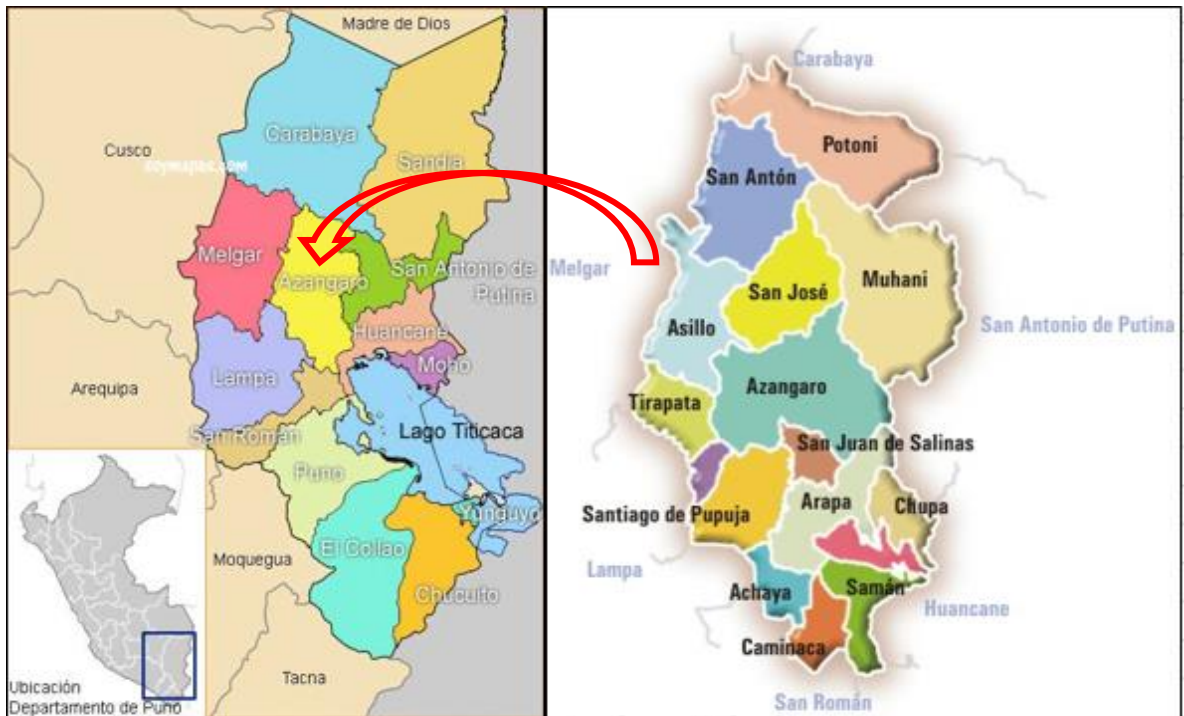 Madre de Dios
Carabaya
Cusco
Sandia
Melgar
Azangaro
San Antonio de
Putina
Huancane
Moho
Arequipa
Lampa
San Román
Lago Titicaca
Puno
Yunguyo
Moquegua
El Collao
Chucuito
Tacna
Ubicación
Departamento de Puno
Carabaya
Potoni
San Antón
Melgar
Muhani
San José
Asillo
San Antonio de Putina
Azangaro
Tirapata
San Juan de Salinas
Arapa
Chupa
Santiago de Pupuja
Lampa
Achaya
Samán
Huancane
Caminaca
San Román